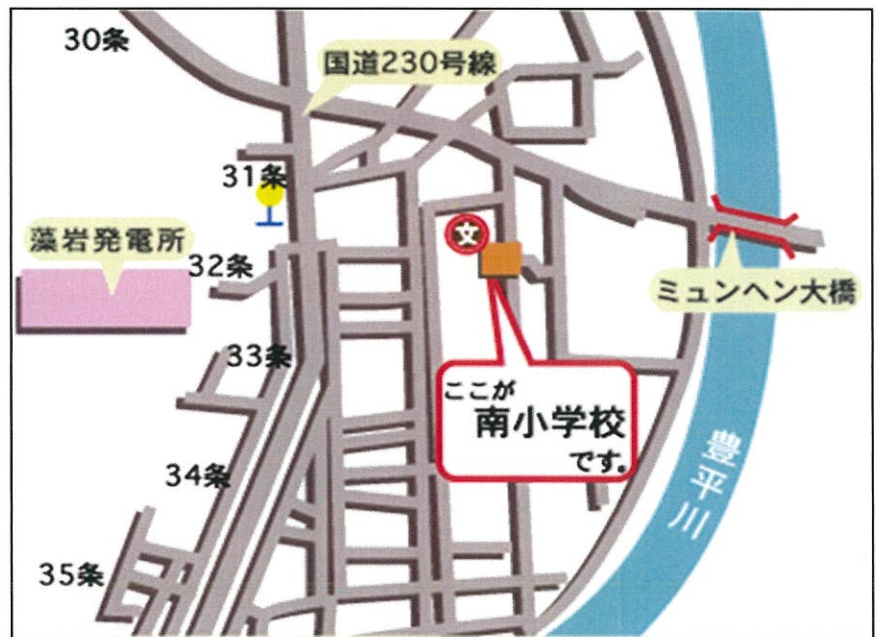 30条
国道230号線
31条
藻岩発電所
文
32条
ミュンヘン大橋
33条
ここが
南小学校
です。
豊平川
34条
35条